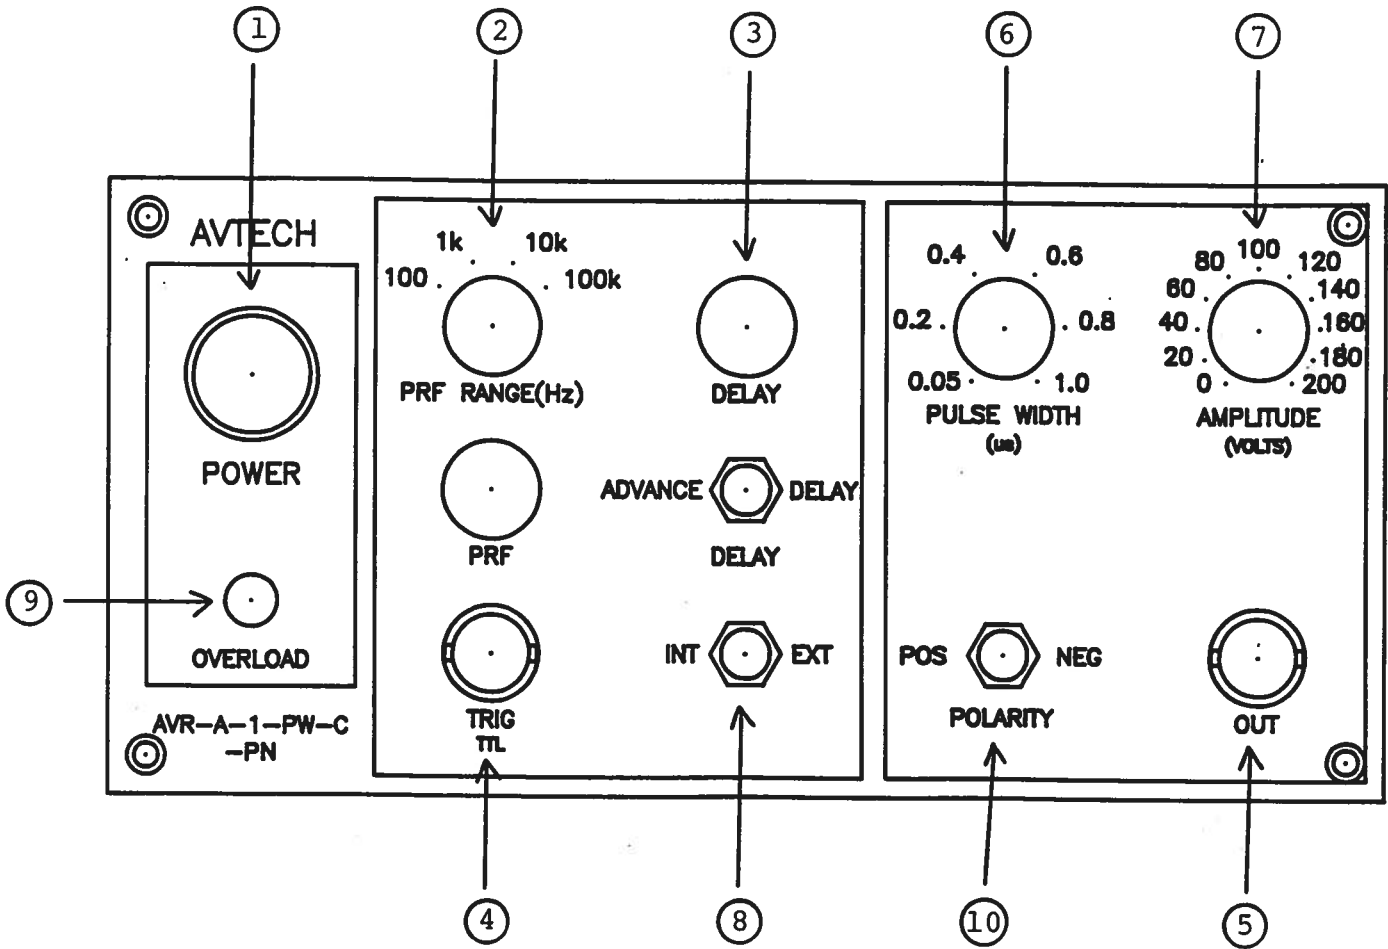 1
2
3
6
7
AVTECH
POWER
OVERLOAD
9
AVR-A-1-PW-C
-PN
1k 10k
100 100k
PRF RANGE(Hz)
PRF
TRIG
TTL
DELAY
ADVANCE DELAY
DELAY
INT EXT
0.4 0.6
0.2 0.8
0.05 1.0
PULSE WIDTH
(us)
POS NEG
POLARITY
100
80 120
60 140
40 160
20 180
0 200
AMPLITUDE
(VOLTS)
OUT
4
8
10
5